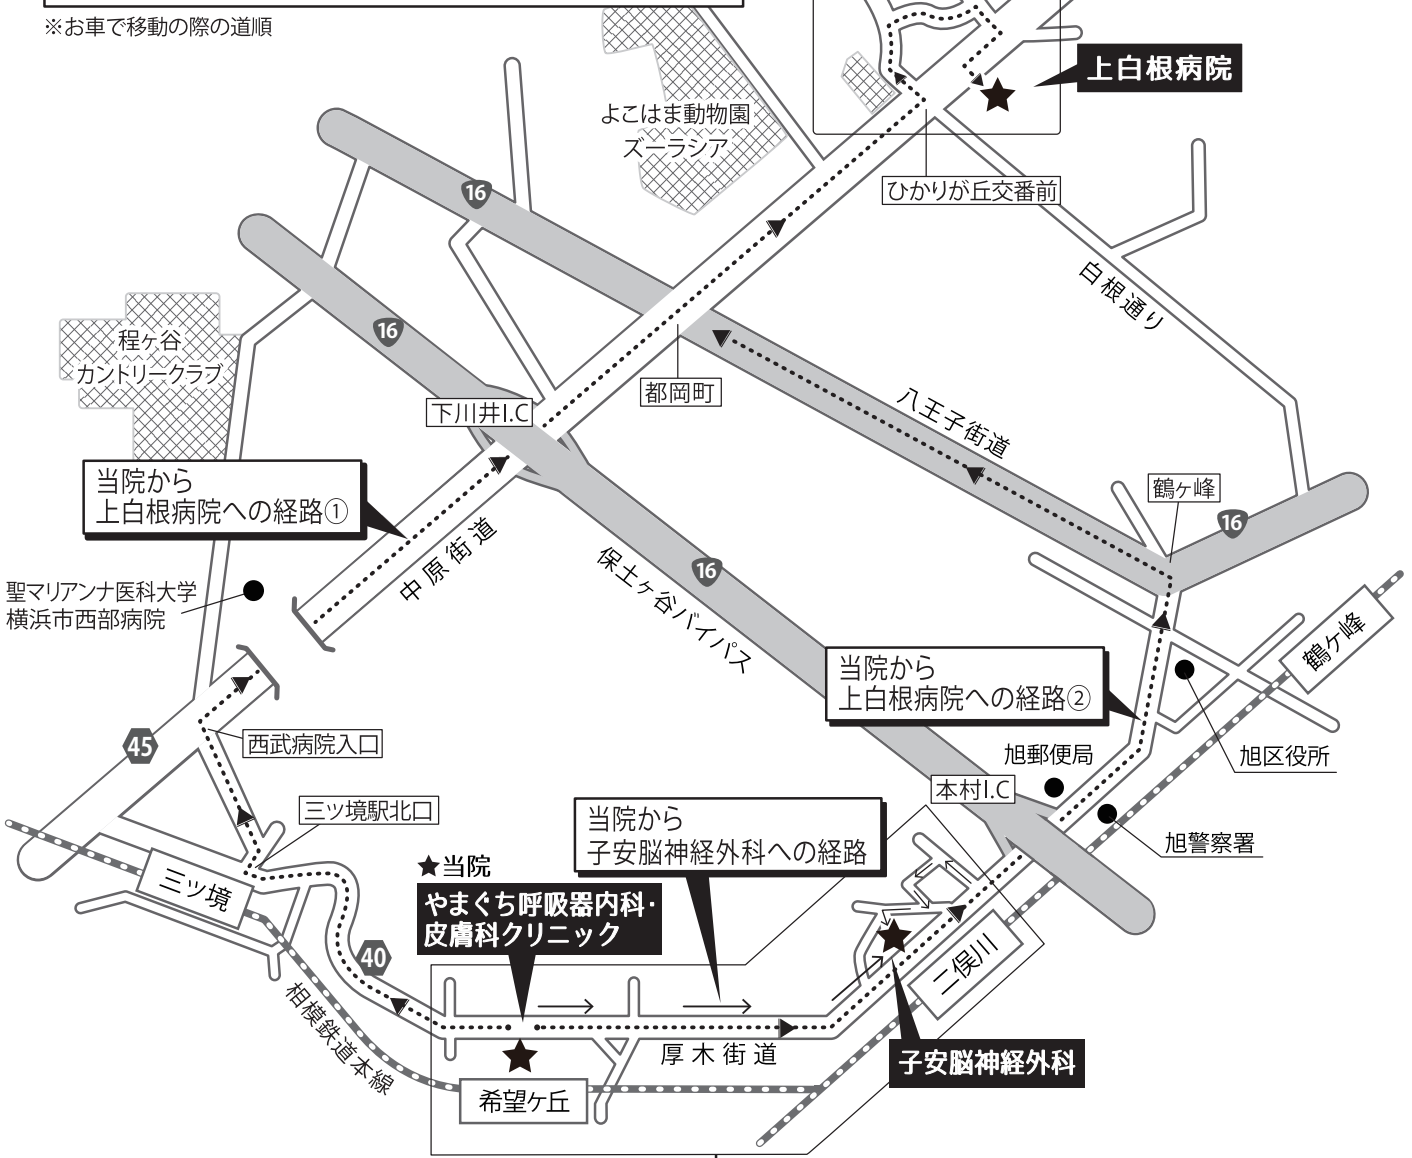 ※お車で移動の際の道順
上白根病院
よこはま動物園
ズーラシア
ひかりが丘交番前
16
白根通り
16
程ヶ谷
カントリークラブ
都岡町
下川井I.C
八王子街道
当院から
上白根病院への経路①
鶴ヶ峰
16
中原街道
保土ヶ谷バイパス
16
聖マリアンナ医科大学
横浜市西部病院
鶴ヶ峰
当院から
上白根病院への経路②
45
西武病院入口
旭郵便局
旭区役所
本村I.C
三ツ境駅北口
当院から
子安脳神経外科への経路
旭警察署
★当院
やまぐち呼吸器内科・
皮膚科クリニック
三ツ境
40
二俣川
相模鉄道本線
厚木街道
子安脳神経外科
希望ケ丘